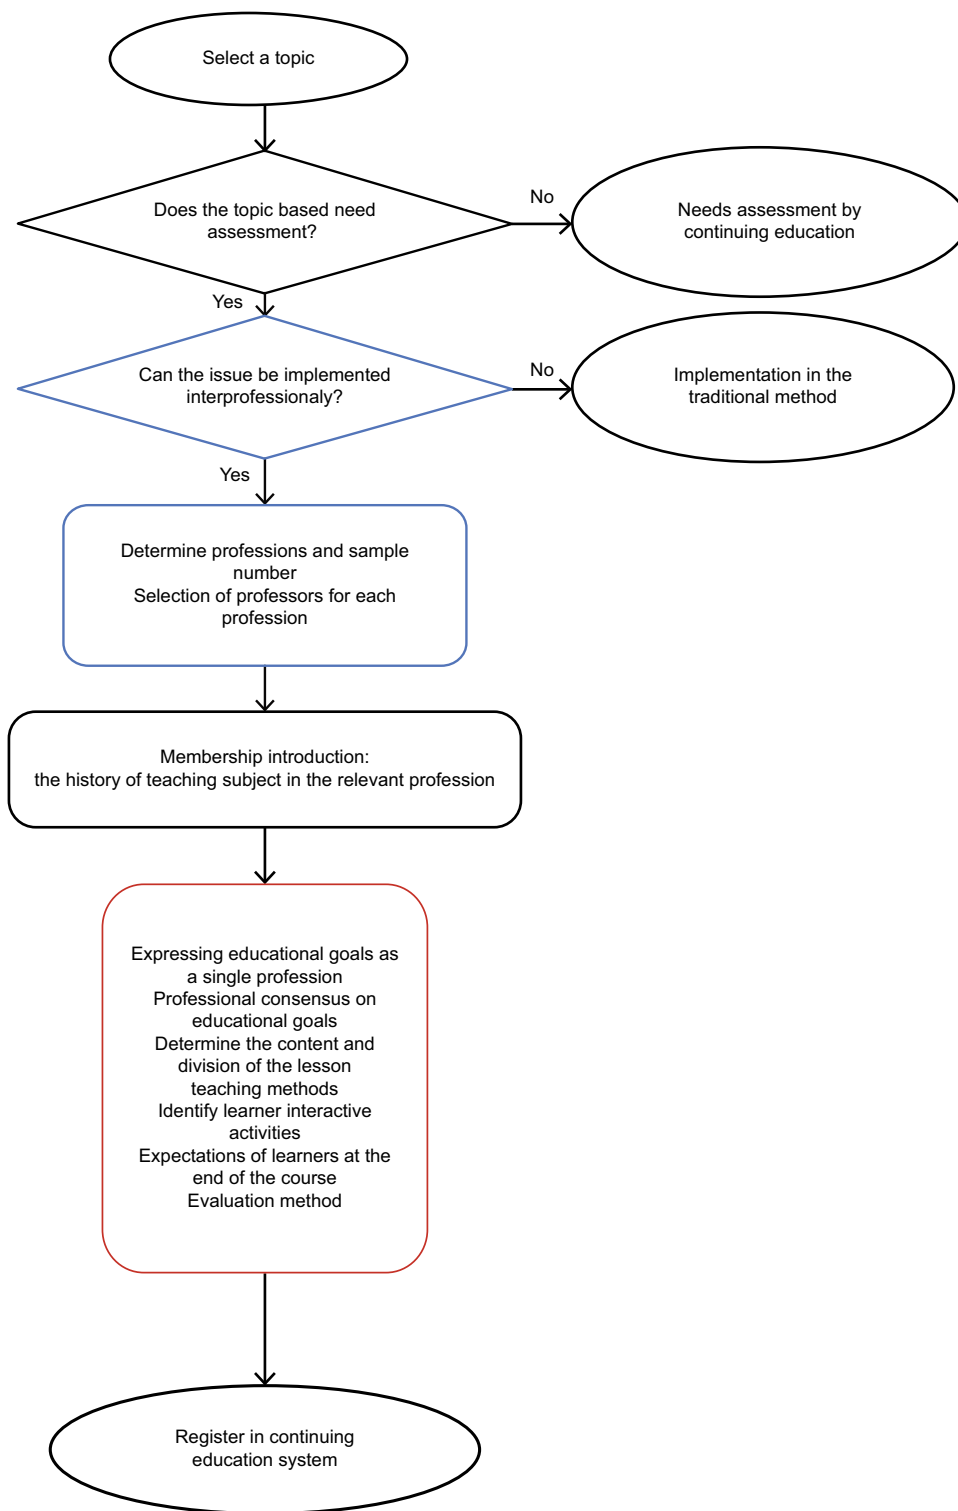 Select a topic
Does the topic based need
assessment?
No
Needs assessment by
continuing education
Yes
Can the issue be implemented
interprofessionaly?
No
Implementation in the
traditional method
Yes
Determine professions and sample
number
Selection of professors for each
profession
Membership introduction:
the history of teaching subject in the relevant profession
Expressing educational goals as
a single profession
Professional consensus on
educational goals
Determine the content and
division of the lesson
teaching methods
Identify learner interactive
activities
Expectations of learners at the
end of the course
Evaluation method
Register in continuing
education system